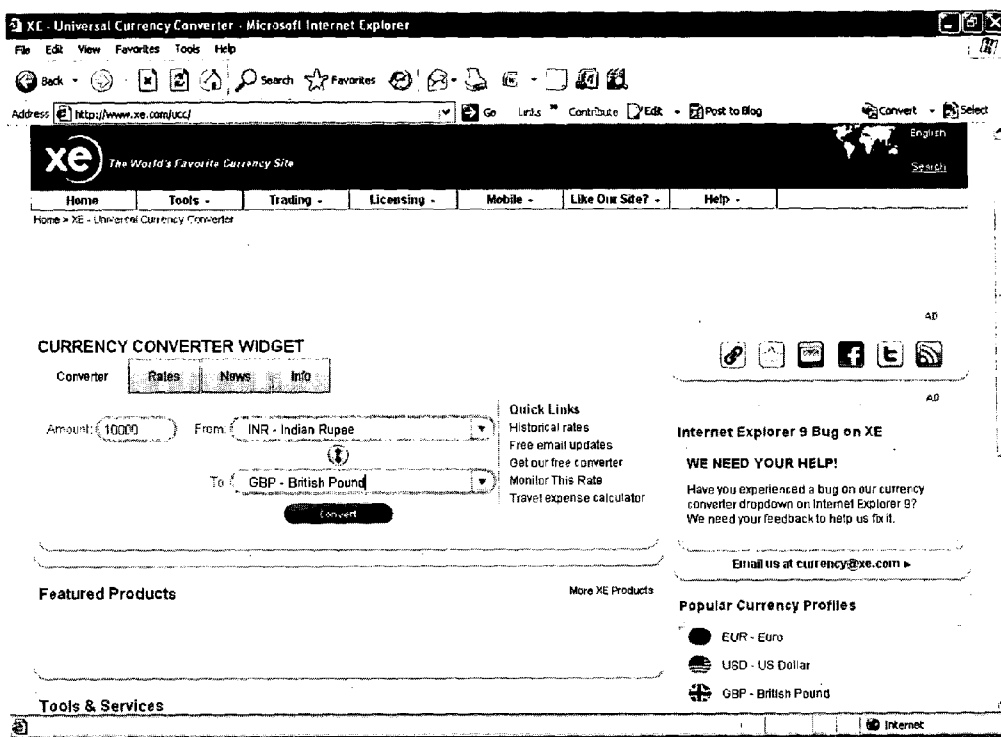 XE - Universal Currency Converter - Microsoft Internet Explorer
File Edit View Favorites Tools Help
Back Search Favorites
Address http://www.xe.com/ucc/ Go Links » Contribute Edit Post to Blog Convert Select
xe The World's Favorite Currency Site
English
Search
Home Tools Trading Licensing Mobile Like Our Site? Help
Home > XE - Universal Currency Converter
AD
CURRENCY CONVERTER WIDGET
Converter Rates News Info
Amount: 10000 From: INR - Indian Rupee
To: GBP - British Pound
Convert
Quick Links
Historical rates
Free email updates
Get our free converter
Monitor This Rate
Travel expense calculator
AD
Internet Explorer 9 Bug on XE
WE NEED YOUR HELP!
Have you experienced a bug on our currency
converter dropdown on Internet Explorer 9?
We need your feedback to help us fix it.
Email us at currency@xe.com ►
Featured Products More XE Products
Popular Currency Profiles
EUR - Euro
USD - US Dollar
GBP - British Pound
Tools & Services
Internet